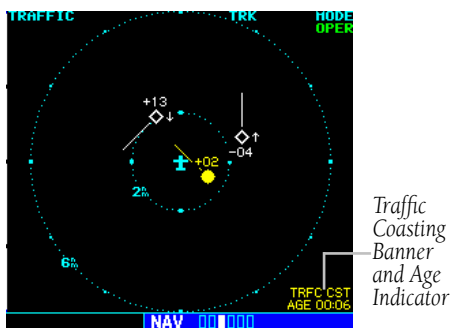 TRAFFIC TRK MODE
OPER
+13
-04
+02
2nm
6nm
TRFC CST
AGE 00:06
NAV
Traffic
Coasting
Banner
and Age
Indicator